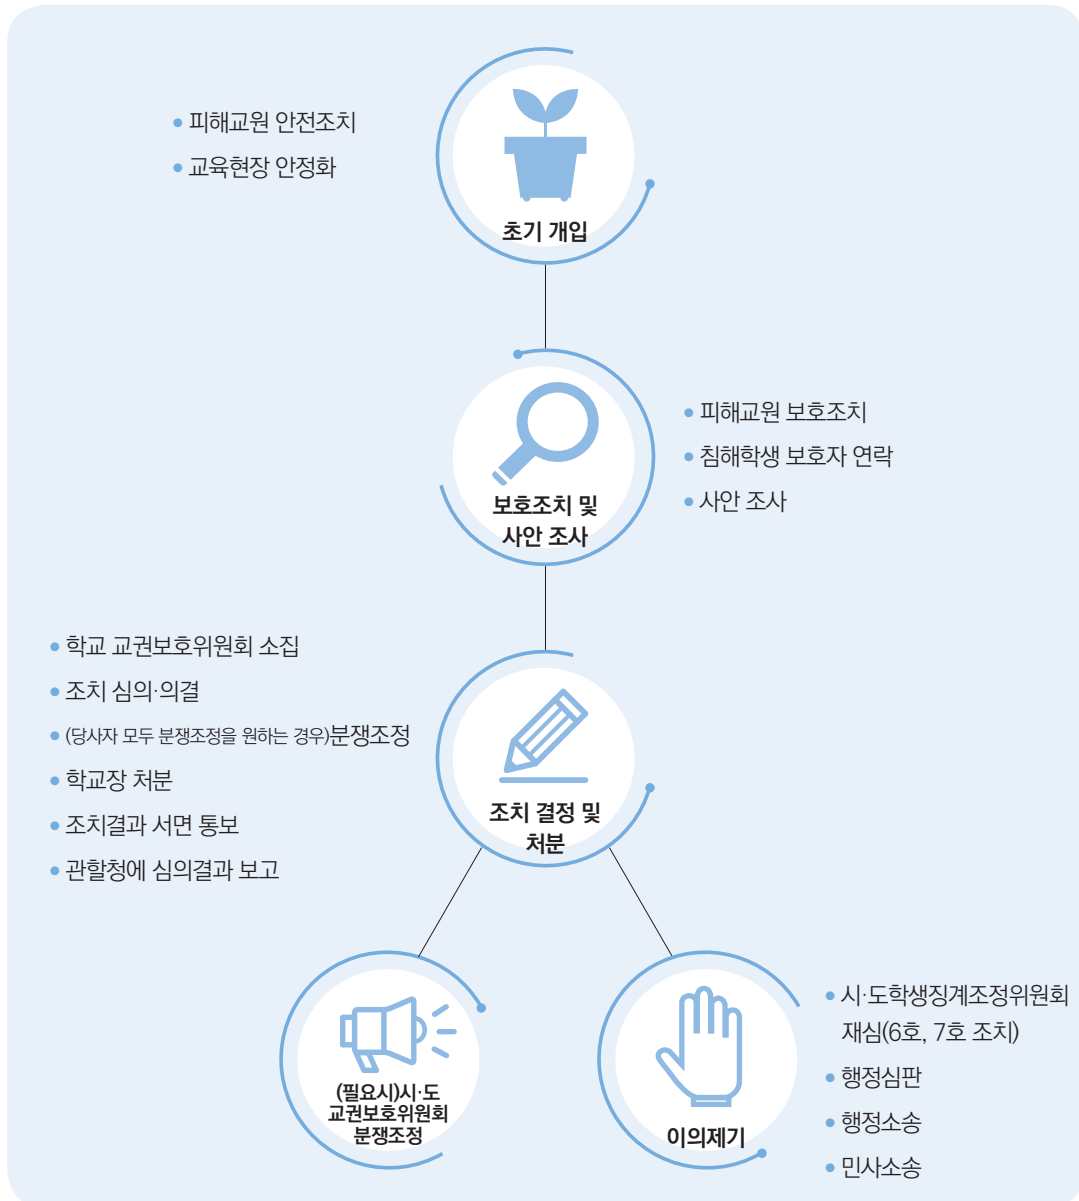 • 피해교원 안전조치
• 교육현장 안정화
초기 개입
보호조치 및
사안 조사
• 피해교원 보호조치
• 침해학생 보호자 연락
• 사안 조사
• 학교 교권보호위원회 소집
• 조치 심의·의결
• (당사자 모두 분쟁조정을 원하는 경우)분쟁조정
• 학교장 처분
• 조치결과 서면 통보
• 관할청에 심의결과 보고
조치 결정 및
처분
(필요시)시·도
교권보호위원회
분쟁조정
이의제기
• 시·도학생징계조정위원회
재심(6호, 7호 조치)
• 행정심판
• 행정소송
• 민사소송